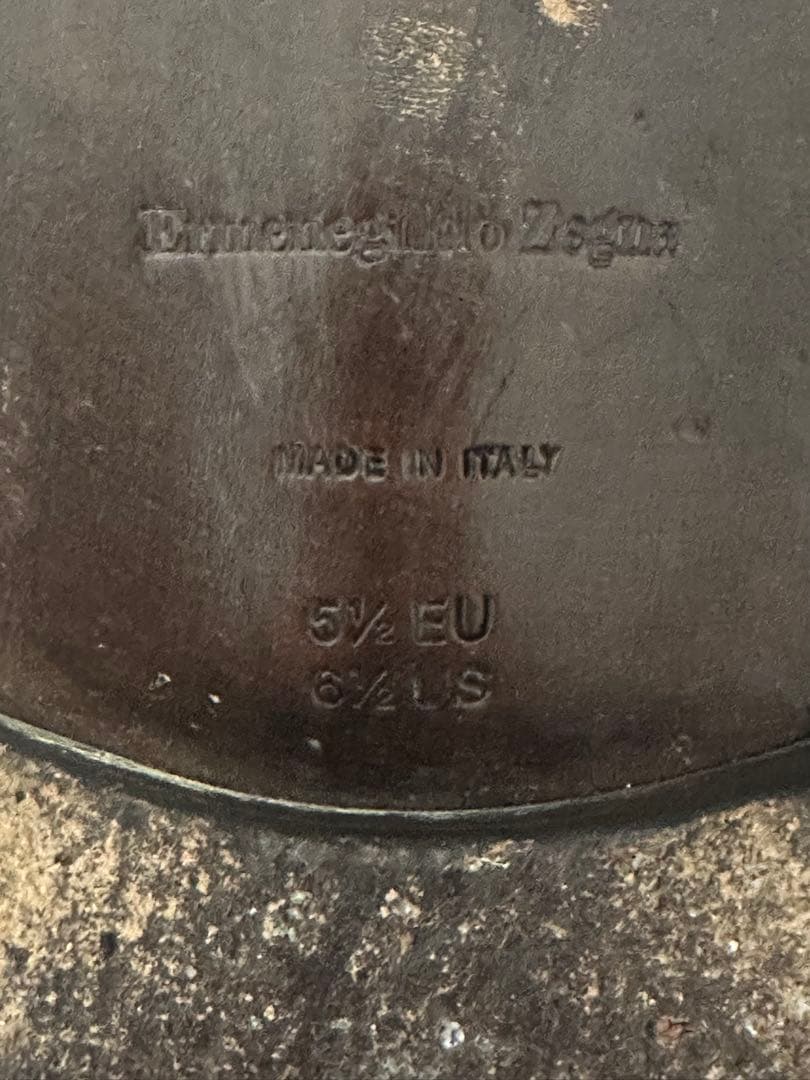 Ermenegildo Zegna
MADE IN ITALY
5½ EU
6½ US